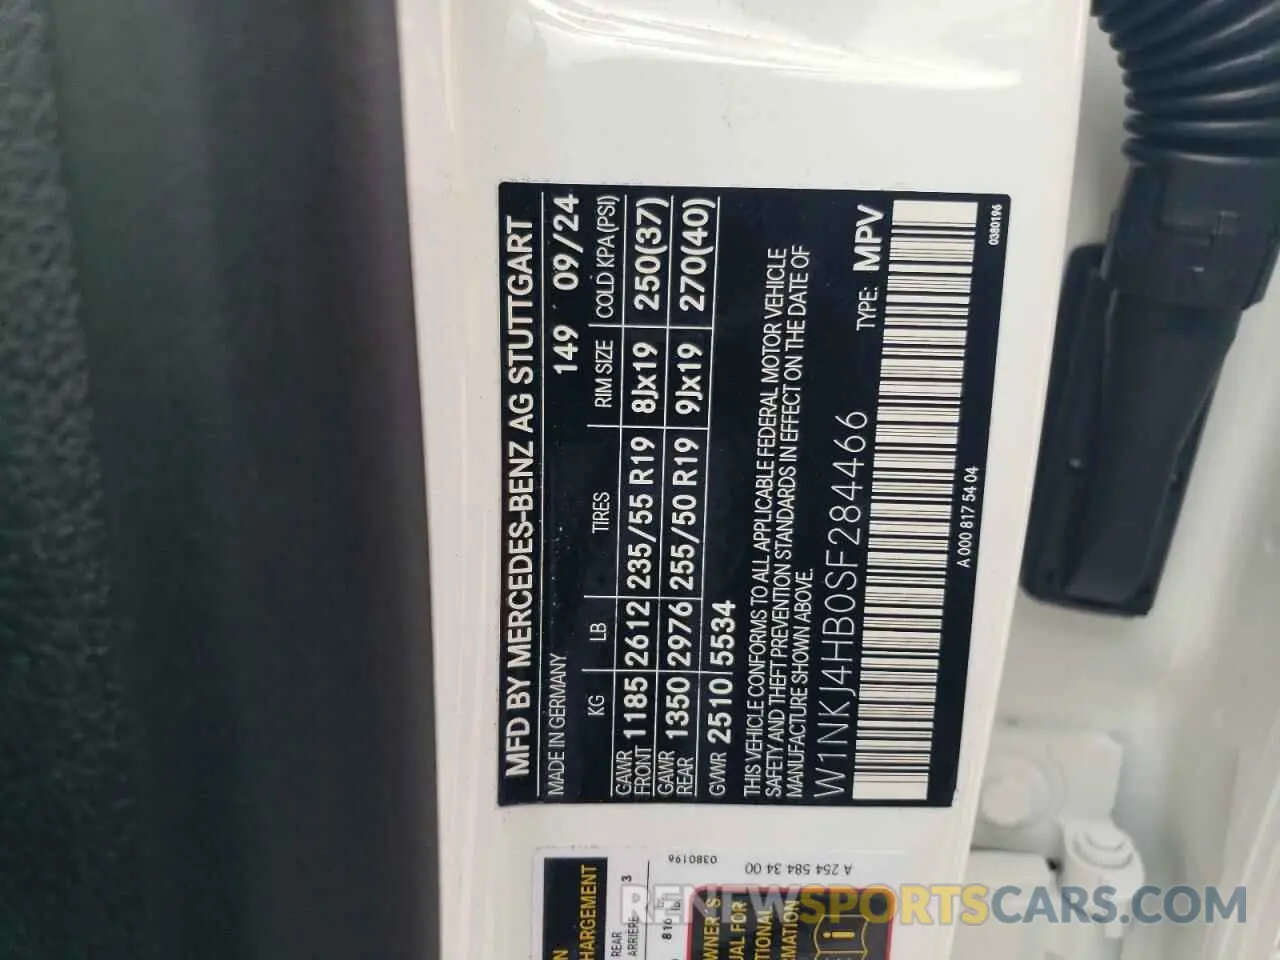 MFD BY MERCEDES-BENZ AG STUTTGART
MADE IN GERMANY 149 09/24
KG LB TIRES RIM SIZE COLD KPA (PSI)
GAWR FRONT 1185 2612 235/55 R19 8Jx19 250(37)
GAWR REAR 1350 2976 255/50 R19 9Jx19 270(40)
GVWR 2510/5534
THIS VEHICLE CONFORMS TO ALL APPLICABLE FEDERAL MOTOR VEHICLE
SAFETY AND THEFT PREVENTION STANDARDS IN EFFECT ON THE DATE OF
MANUFACTURE SHOWN ABOVE.
W1NKJ4HB0SF284466 TYPE: MPV
A 000 817 54 04 0380196
A 254 584 34 00
0380196
REAR
ARRIÈRE 3
816
RENEWSPORTSCARS.COM